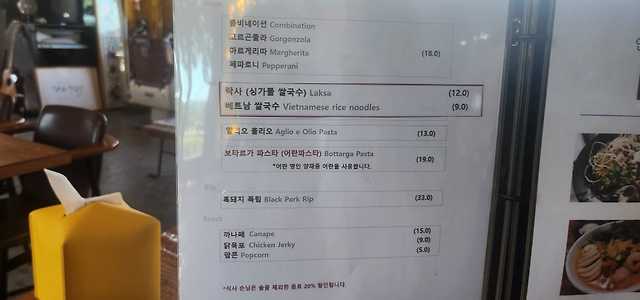 콤비네이션 Combination
고르곤졸라 Gorgonzola
마르게리따 Margherita (18.0)
페파로니 Pepperani
락사 (싱가폴 쌀국수) Laksa (12.0)
베트남 쌀국수 Vietnamese rice noodles (9.0)
알리오 올리오 Aglio e Olio Pasta (13.0)
보타르가 파스타 (어란파스타) Bottarga Pasta (19.0)
*어란 명인 양재중 어란을 사용합니다.
Rip
흑돼지 폭립 Black Pork Rip (33.0)
Snack
까나페 Canape (15.0)
닭육포 Chicken Jerky (9.0)
팝콘 Popcorn (5.0)
*식사 손님은 술을 제외한 음료 20% 할인됩니다.